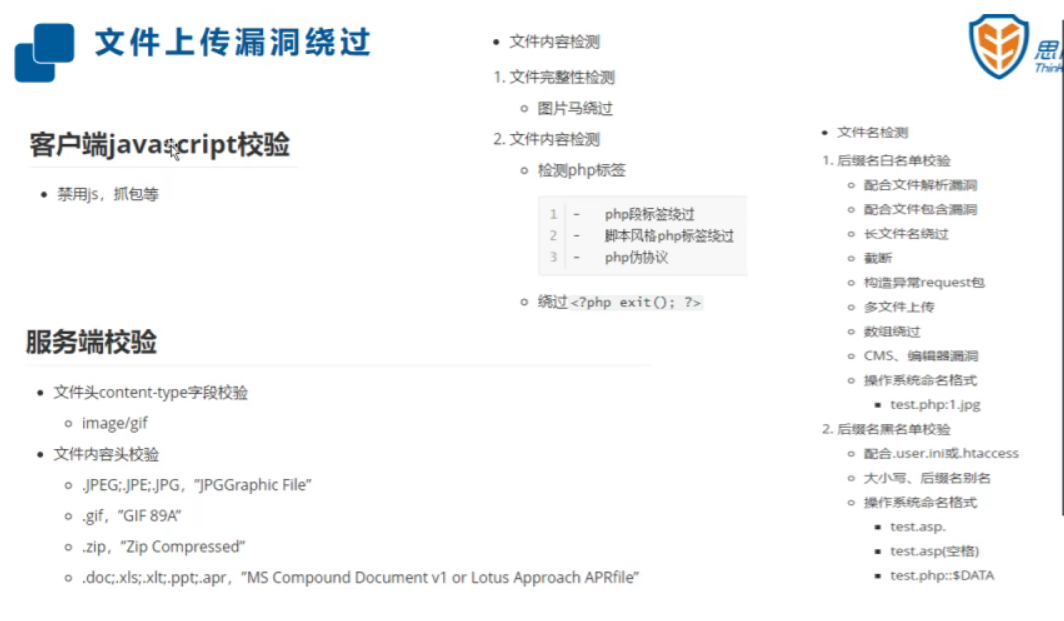 文件上传漏洞绕过
客户端javascript校验
• 禁用js，抓包等
服务端校验
• 文件头content-type字段校验
◦ image/gif
• 文件内容头校验
◦ .JPEG;.JPE;.JPG，”JPGGraphic File”
◦ .gif，”GIF 89A”
◦ .zip，”Zip Compressed”
◦ .doc;.xls;.xlt;.ppt;.apr，”MS Compound Document v1 or Lotus Approach APRfile”
• 文件内容检测
1. 文件完整性检测
◦ 图片马绕过
2. 文件内容检测
◦ 检测php标签
1 - php段标签绕过
2 - 脚本风格php标签绕过
3 - php伪协议
◦ 绕过<?php exit(); ?>
思
Think
• 文件名检测
1. 后缀名白名单校验
◦ 配合文件解析漏洞
◦ 配合文件包含漏洞
◦ 长文件名绕过
◦ 截断
◦ 构造异常request包
◦ 多文件上传
◦ 数组绕过
◦ CMS、编辑器漏洞
◦ 操作系统命名格式
▪ test.php:1.jpg
2. 后缀名黑名单校验
◦ 配合.user.ini或.htaccess
◦ 大小写、后缀名别名
◦ 操作系统命名格式
▪ test.asp.
▪ test.asp(空格)
▪ test.php::$DATA